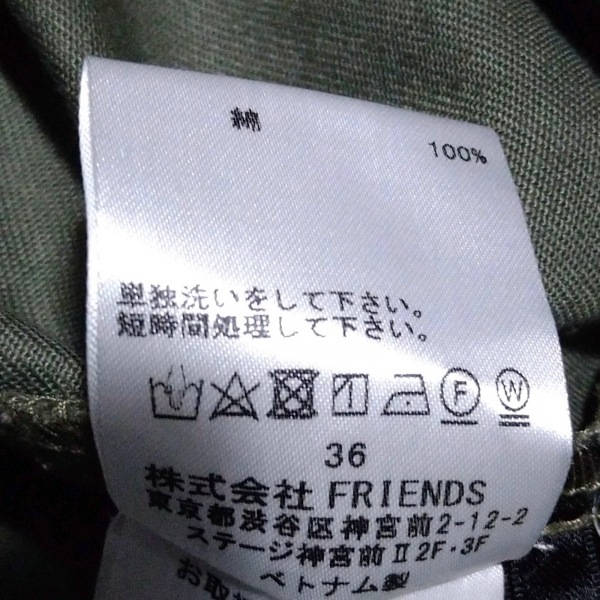 綿 100%
単独洗いをして下さい。
短時間処理して下さい。
F W
36
株式会社 FRIENDS
東京都渋谷区神宮前2-12-2
ステージ神宮前Ⅱ2F・3F
ベトナム製
お取